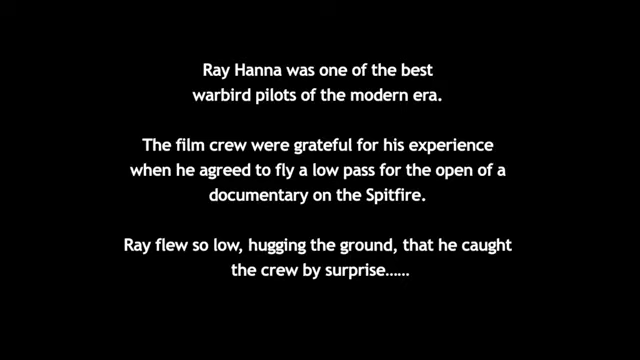 Ray Hanna was one of the best
warbird pilots of the modern era.
The film crew were grateful for his experience
when he agreed to fly a low pass for the open of a
documentary on the Spitfire.
Ray flew so low, hugging the ground, that he caught
the crew by surprise......